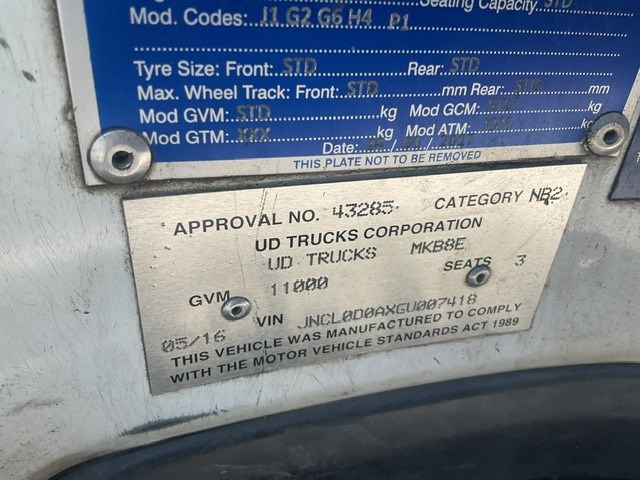 Seating Capacity: STD
Mod. Codes: J1 G2 G6 H4 P1
Tyre Size: Front: STD Rear: STD
Max. Wheel Track: Front: STD mm Rear: STD mm
Mod GVM: STD kg Mod GCM: kg
Mod GTM: XXX kg Mod ATM: kg
Date:
THIS PLATE NOT TO BE REMOVED
APPROVAL NO. 43285 CATEGORY NB2
UD TRUCKS CORPORATION
UD TRUCKS MKB8E
GVM 11000 SEATS 3
05/16 VIN JNCL0D0AXGU007418
THIS VEHICLE WAS MANUFACTURED TO COMPLY
WITH THE MOTOR VEHICLE STANDARDS ACT 1989